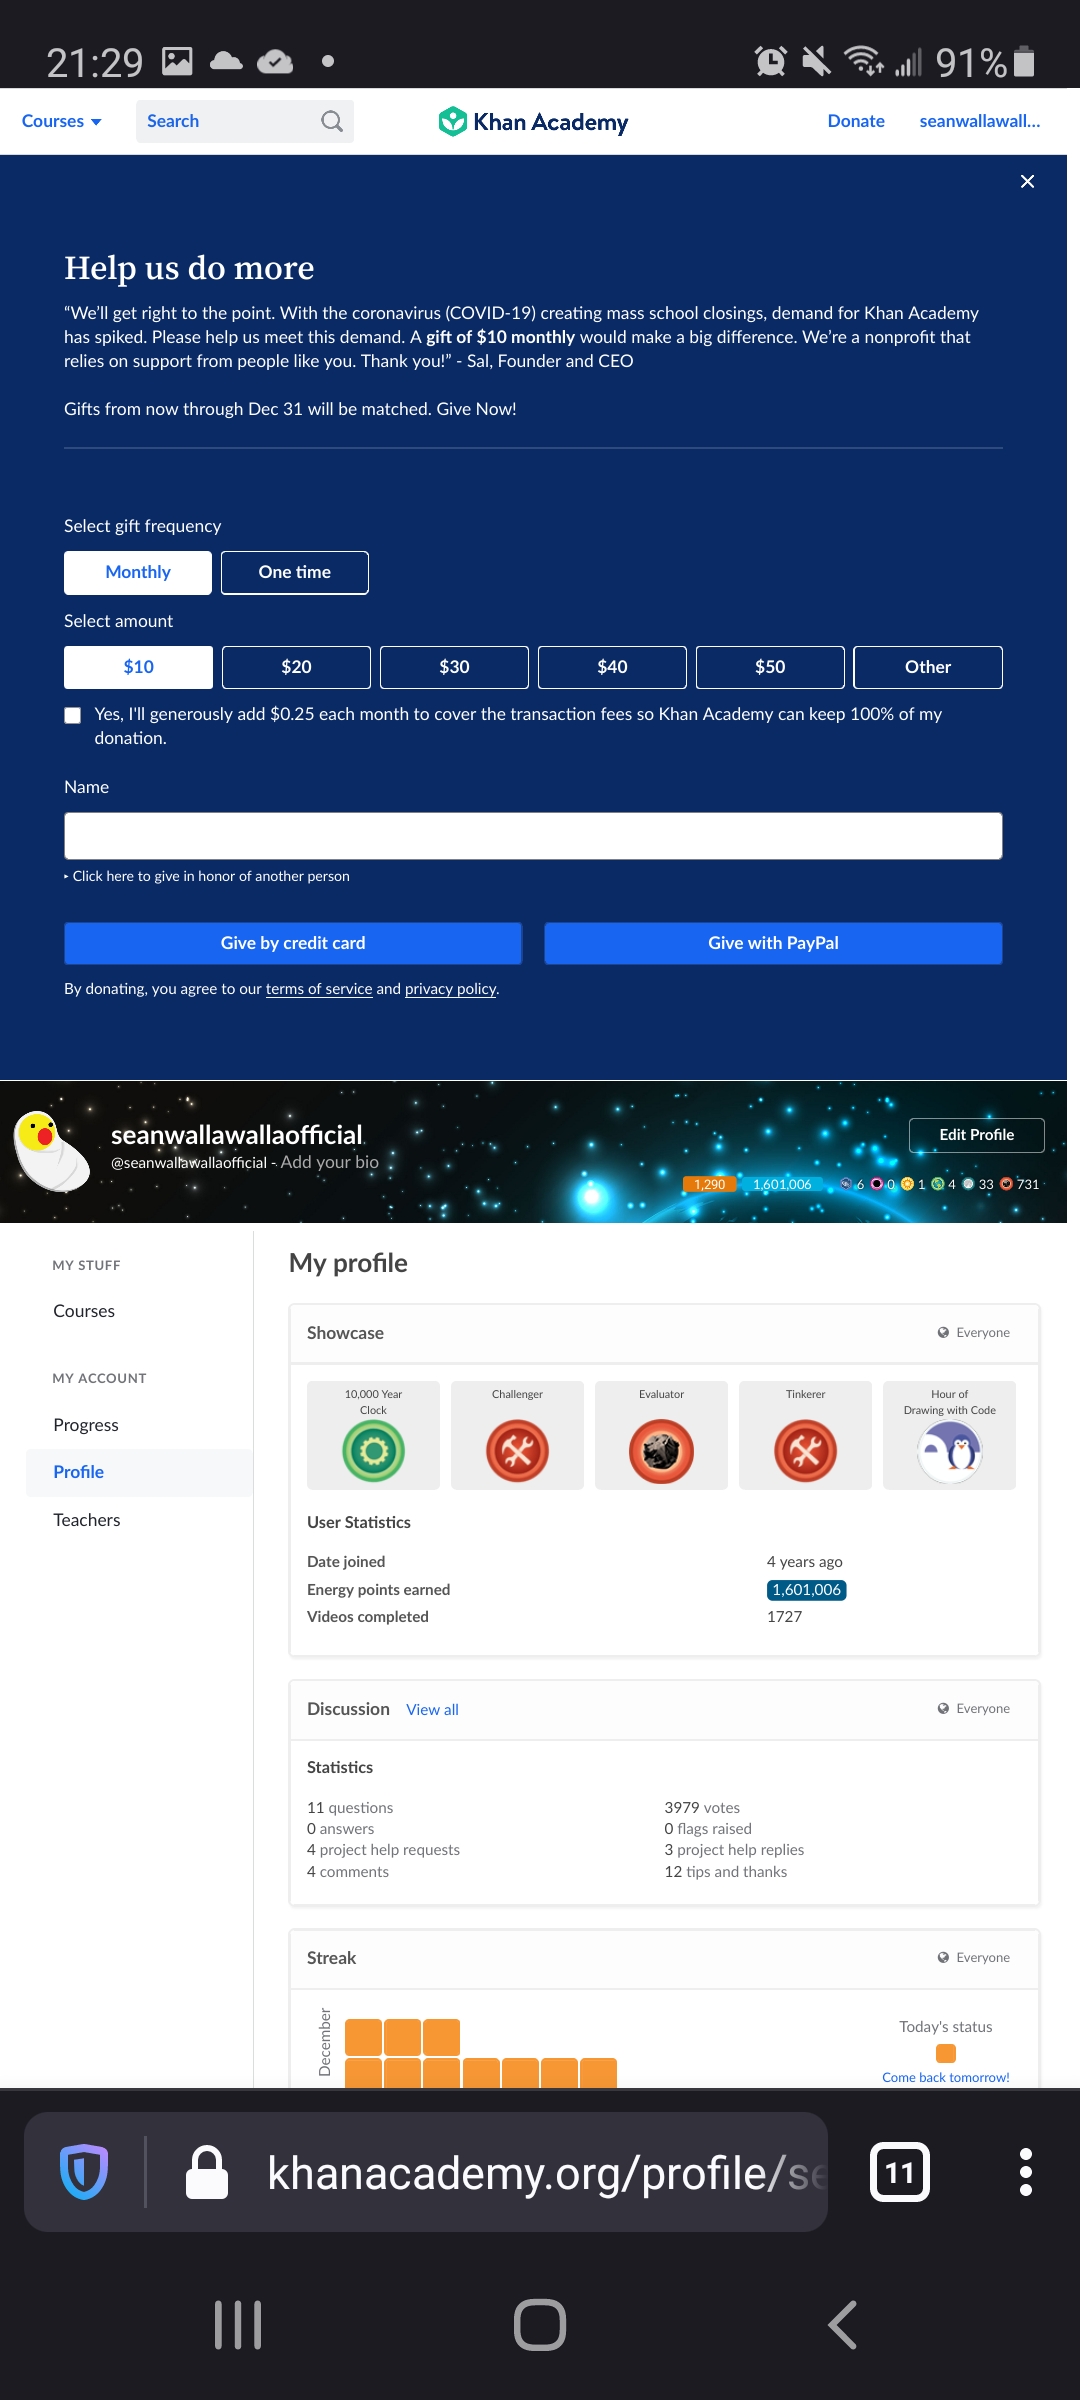 21:29
91%
Courses
Search
Khan Academy
Donate
seanwallawall...
Help us do more
“We’ll get right to the point. With the coronavirus (COVID-19) creating mass school closings, demand for Khan Academy
has spiked. Please help us meet this demand. A gift of $10 monthly would make a big difference. We’re a nonprofit that
relies on support from people like you. Thank you!” - Sal, Founder and CEO
Gifts from now through Dec 31 will be matched. Give Now!
Select gift frequency
Monthly
One time
Select amount
$10
$20
$30
$40
$50
Other
Yes, I'll generously add $0.25 each month to cover the transaction fees so Khan Academy can keep 100% of my
donation.
Name
Click here to give in honor of another person
Give by credit card
Give with PayPal
By donating, you agree to our terms of service and privacy policy.
seanwallawallaofficial
@seanwallawallaofficial - Add your bio
Edit Profile
1,290
1,601,006
6 0 1 4 33 731
MY STUFF
Courses
MY ACCOUNT
Progress
Profile
Teachers
My profile
Showcase
Everyone
10,000 Year
Clock
Challenger
Evaluator
Tinkerer
Hour of
Drawing with Code
User Statistics
Date joined
4 years ago
Energy points earned
1,601,006
Videos completed
1727
Discussion
View all
Everyone
Statistics
11 questions
3979 votes
0 answers
0 flags raised
4 project help requests
3 project help replies
4 comments
12 tips and thanks
Streak
Everyone
December
Today's status
Come back tomorrow!
khanacademy.org/profile/se
11